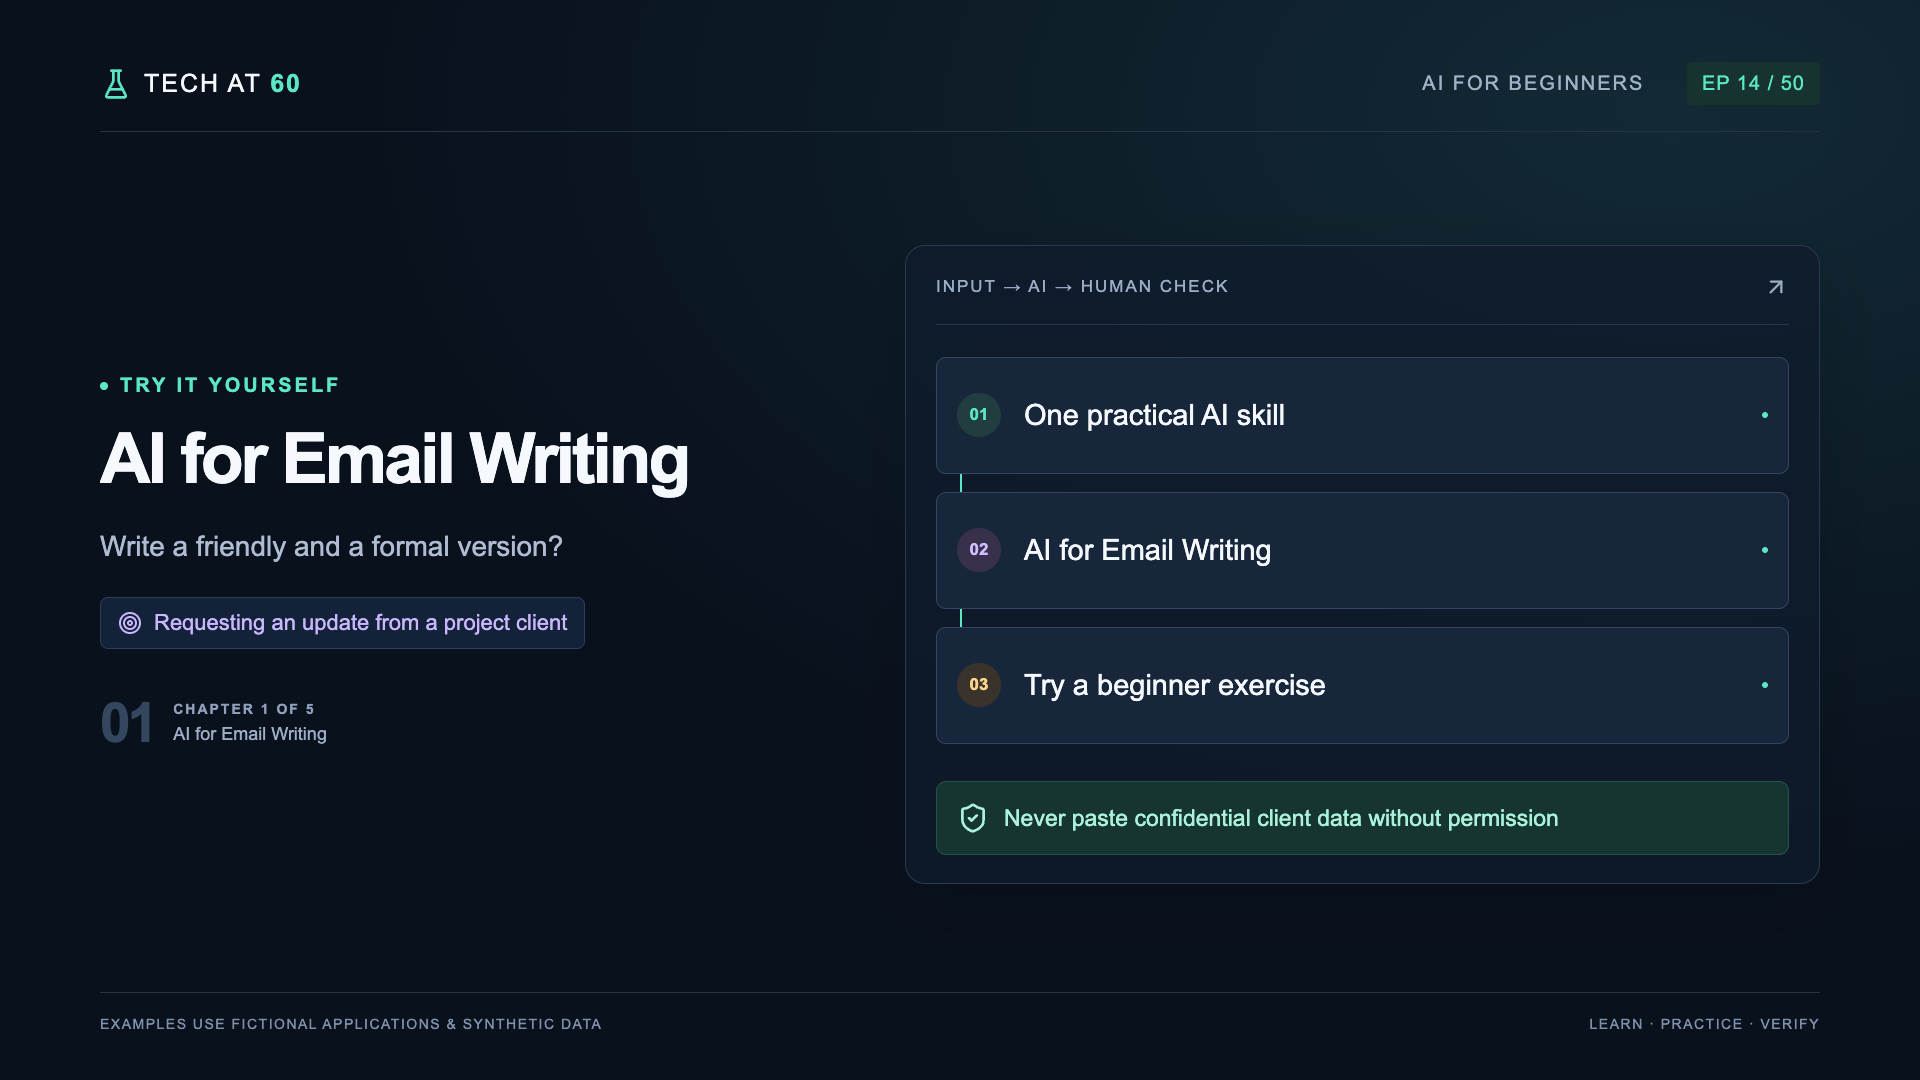 TECH AT 60
AI FOR BEGINNERS
EP 14 / 50
• TRY IT YOURSELF
AI for Email Writing
Write a friendly and a formal version?
Requesting an update from a project client
01
CHAPTER 1 OF 5
AI for Email Writing
INPUT → AI → HUMAN CHECK
01
One practical AI skill
02
AI for Email Writing
03
Try a beginner exercise
Never paste confidential client data without permission
EXAMPLES USE FICTIONAL APPLICATIONS & SYNTHETIC DATA
LEARN · PRACTICE · VERIFY